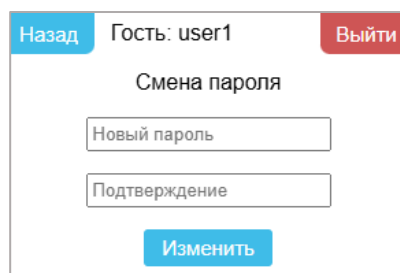 Назад Гость: user1 Выйти
Смена пароля
Новый пароль
Подтверждение
Изменить